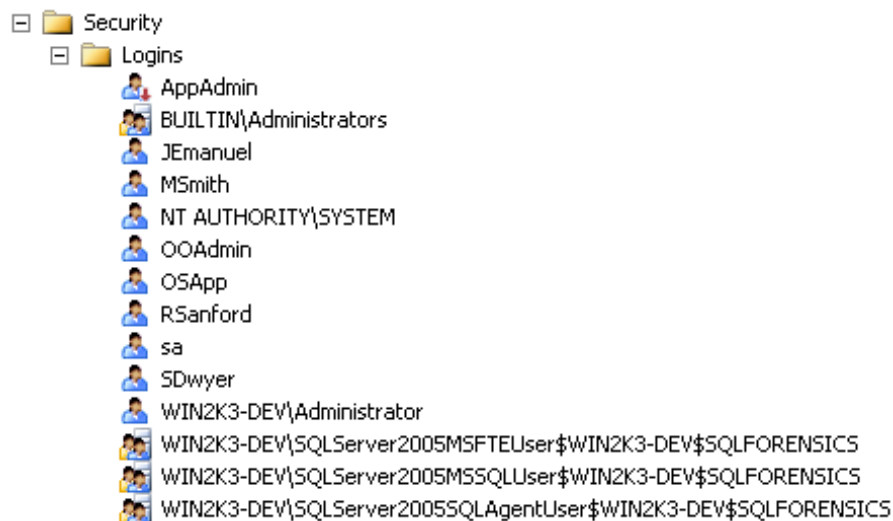 Security
Logins
AppAdmin
BUILTIN\Administrators
JEmanuel
MSmith
NT AUTHORITY\SYSTEM
OOAdmin
OSApp
RSanford
sa
SDwyer
WIN2K3-DEV\Administrator
WIN2K3-DEV\SQLServer2005MSFTEUser$WIN2K3-DEV$SQLFORENSICS
WIN2K3-DEV\SQLServer2005MSSQLUser$WIN2K3-DEV$SQLFORENSICS
WIN2K3-DEV\SQLServer2005SQLAgentUser$WIN2K3-DEV$SQLFORENSICS